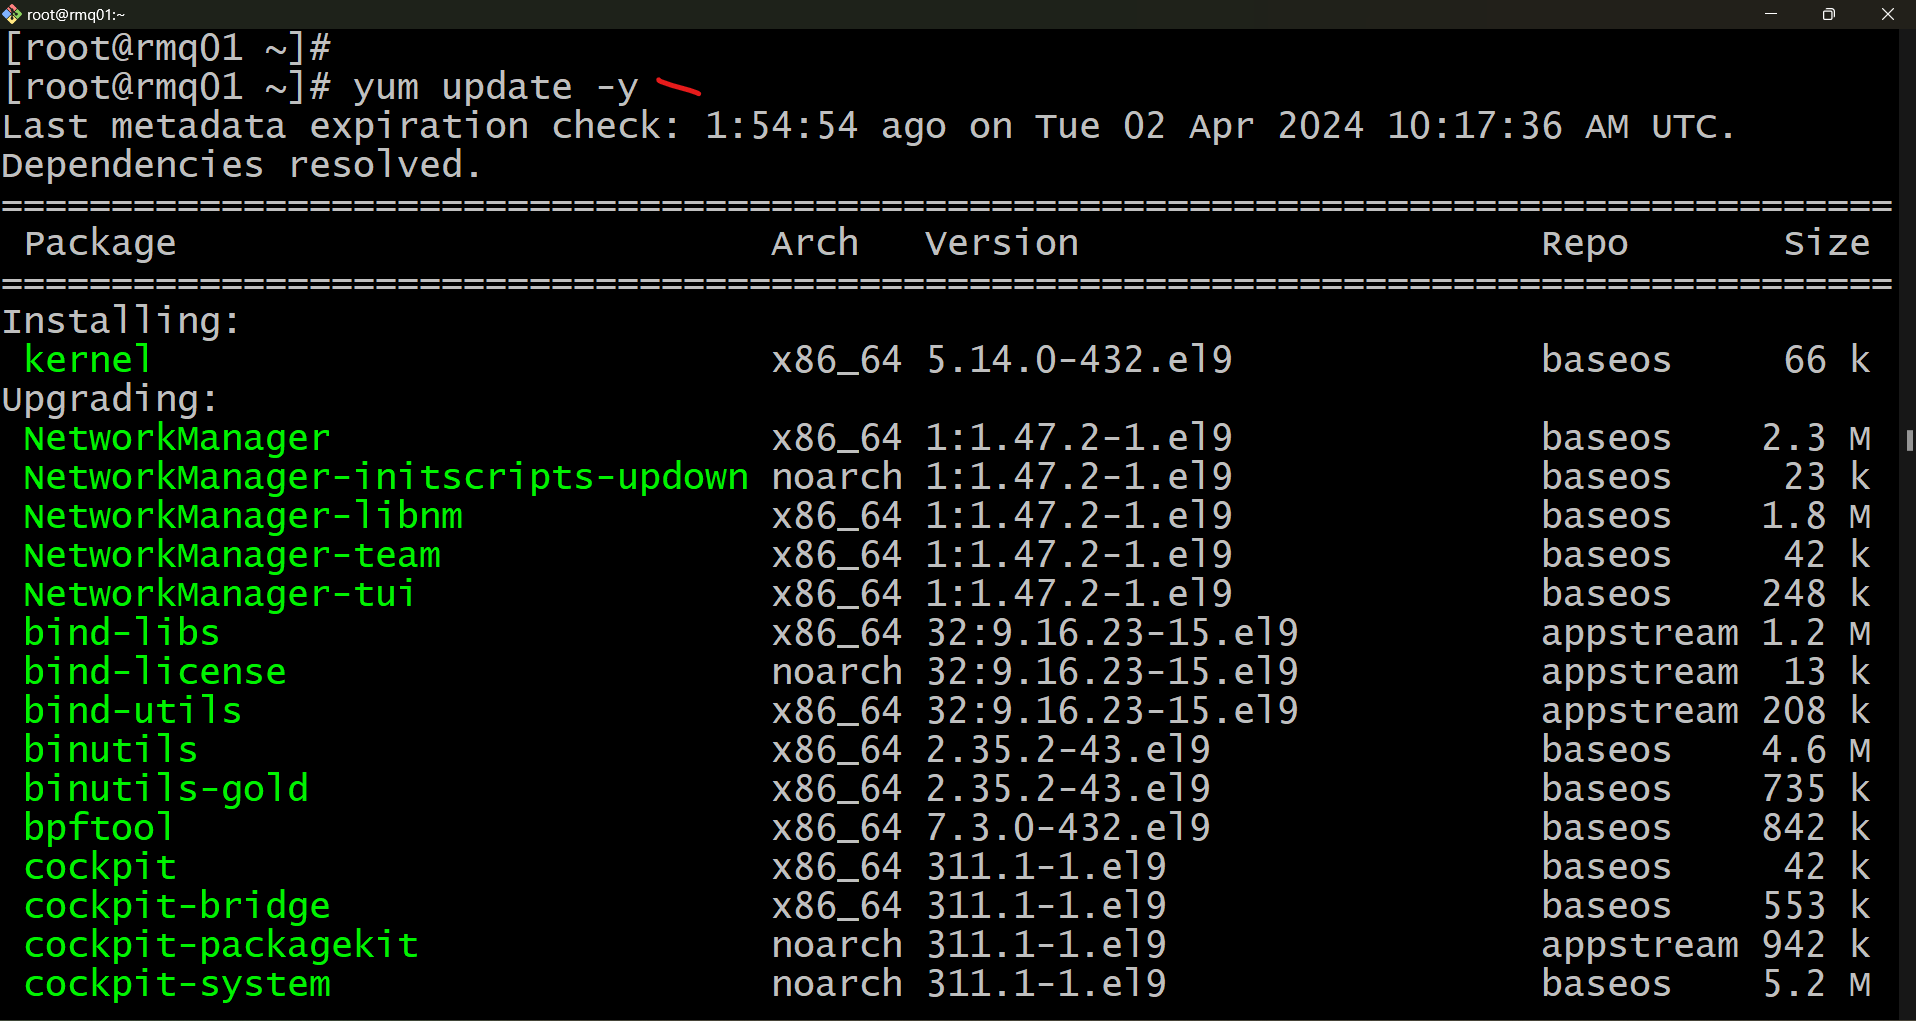 root@rmq01:~
[root@rmq01 ~]#
[root@rmq01 ~]# yum update -y
Last metadata expiration check: 1:54:54 ago on Tue 02 Apr 2024 10:17:36 AM UTC.
Dependencies resolved.
======================================================================================
 Package                          Arch   Version                     Repo       Size
======================================================================================
Installing:
 kernel                           x86_64 5.14.0-432.el9              baseos     66 k
Upgrading:
 NetworkManager                   x86_64 1:1.47.2-1.el9              baseos    2.3 M
 NetworkManager-initscripts-updown noarch 1:1.47.2-1.el9             baseos     23 k
 NetworkManager-libnm             x86_64 1:1.47.2-1.el9              baseos    1.8 M
 NetworkManager-team              x86_64 1:1.47.2-1.el9              baseos     42 k
 NetworkManager-tui               x86_64 1:1.47.2-1.el9              baseos    248 k
 bind-libs                        x86_64 32:9.16.23-15.el9           appstream 1.2 M
 bind-license                     noarch 32:9.16.23-15.el9           appstream  13 k
 bind-utils                       x86_64 32:9.16.23-15.el9           appstream 208 k
 binutils                         x86_64 2.35.2-43.el9               baseos    4.6 M
 binutils-gold                    x86_64 2.35.2-43.el9               baseos    735 k
 bpftool                          x86_64 7.3.0-432.el9               baseos    842 k
 cockpit                          x86_64 311.1-1.el9                 baseos     42 k
 cockpit-bridge                   x86_64 311.1-1.el9                 baseos    553 k
 cockpit-packagekit               noarch 311.1-1.el9                 appstream 942 k
 cockpit-system                   noarch 311.1-1.el9                 baseos    5.2 M